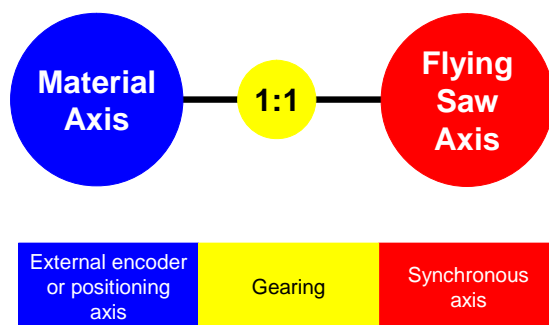 Material
Axis
1:1
Flying
Saw
Axis
External encoder
or positioning
axis
Gearing
Synchronous
axis